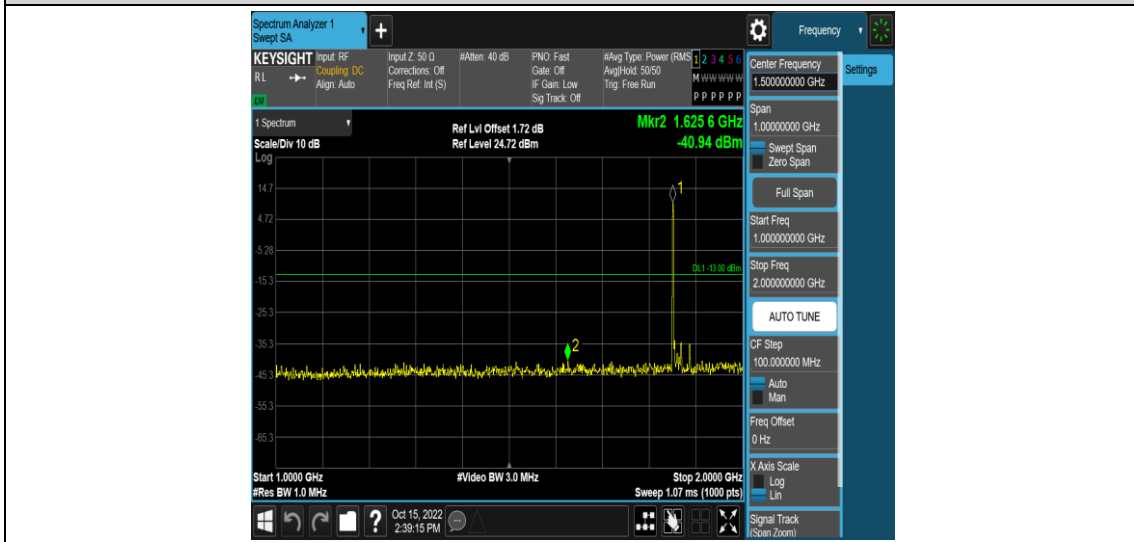 Spectrum Analyzer 1
Swept SA
+
Frequency
KEYSIGHT
RL
LXI
Input: RF
Coupling: DC
Align: Auto
Input Z: 50 Ω
Corrections: Off
Freq Ref: Int (S)
#Atten: 40 dB
PNO: Fast
Gate: Off
IF Gain: Low
Sig Track: Off
#Avg Type: Power (RMS
Avg|Hold: 50/50
Trig: Free Run
1 2 3 4 5 6
M W W W W W
P P P P P P
1 Spectrum
Scale/Div 10 dB
Log
Ref Lvl Offset 1.72 dB
Ref Level 24.72 dBm
Mkr2 1.625 6 GHz
-40.94 dBm
14.7
4.72
-5.28
-15.3
-25.3
-35.3
-45.3
-55.3
-65.3
1
DL1 -13.00 dBm
2
Start 1.0000 GHz
#Res BW 1.0 MHz
#Video BW 3.0 MHz
Stop 2.0000 GHz
Sweep 1.07 ms (1000 pts)
Center Frequency
1.500000000 GHz
Settings
Span
1.00000000 GHz
Swept Span
Zero Span
Full Span
Start Freq
1.000000000 GHz
Stop Freq
2.000000000 GHz
AUTO TUNE
CF Step
100.000000 MHz
Auto
Man
Freq Offset
0 Hz
X Axis Scale
Log
Lin
Signal Track
(Span Zoom)
?
Oct 15, 2022
2:39:15 PM